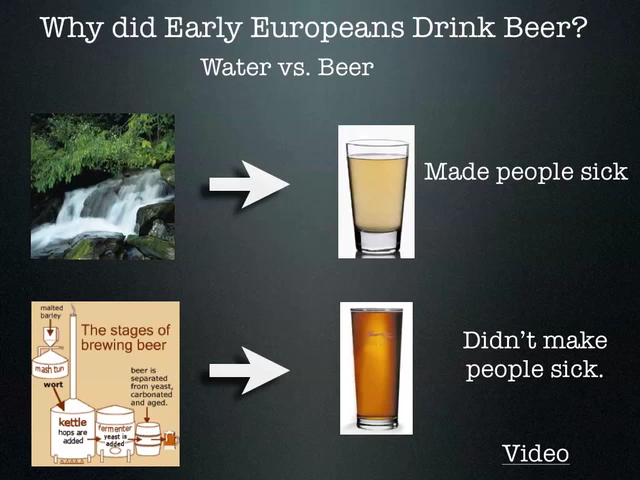 Why did Early Europeans Drink Beer?
Water vs. Beer
Made people sick
malted
barley
The stages of
brewing beer
mash tun
wort
beer is
separated
from yeast,
carbonated
and aged.
kettle
hops are
added
fermenter
yeast is
added
Didn't make
people sick.
Video